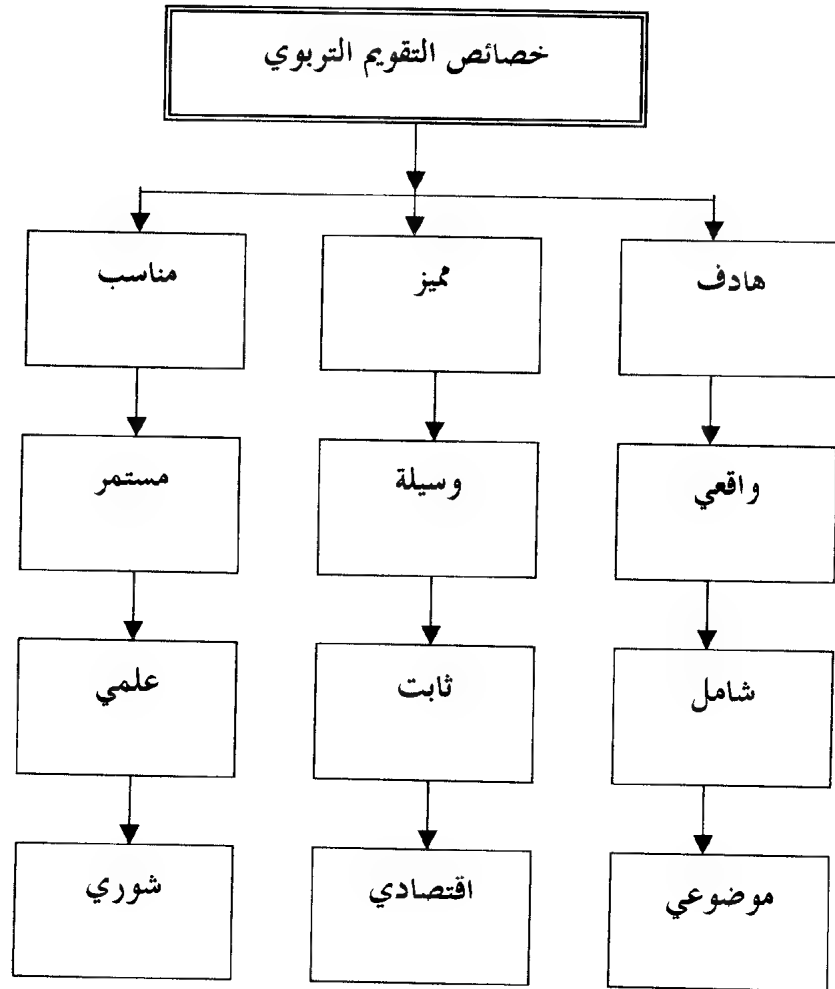 خصائص التقويم التربوي
هادف
مميز
مناسب
واقعي
وسيلة
مستمر
شامل
ثابت
علمي
موضوعي
اقتصادي
شوري